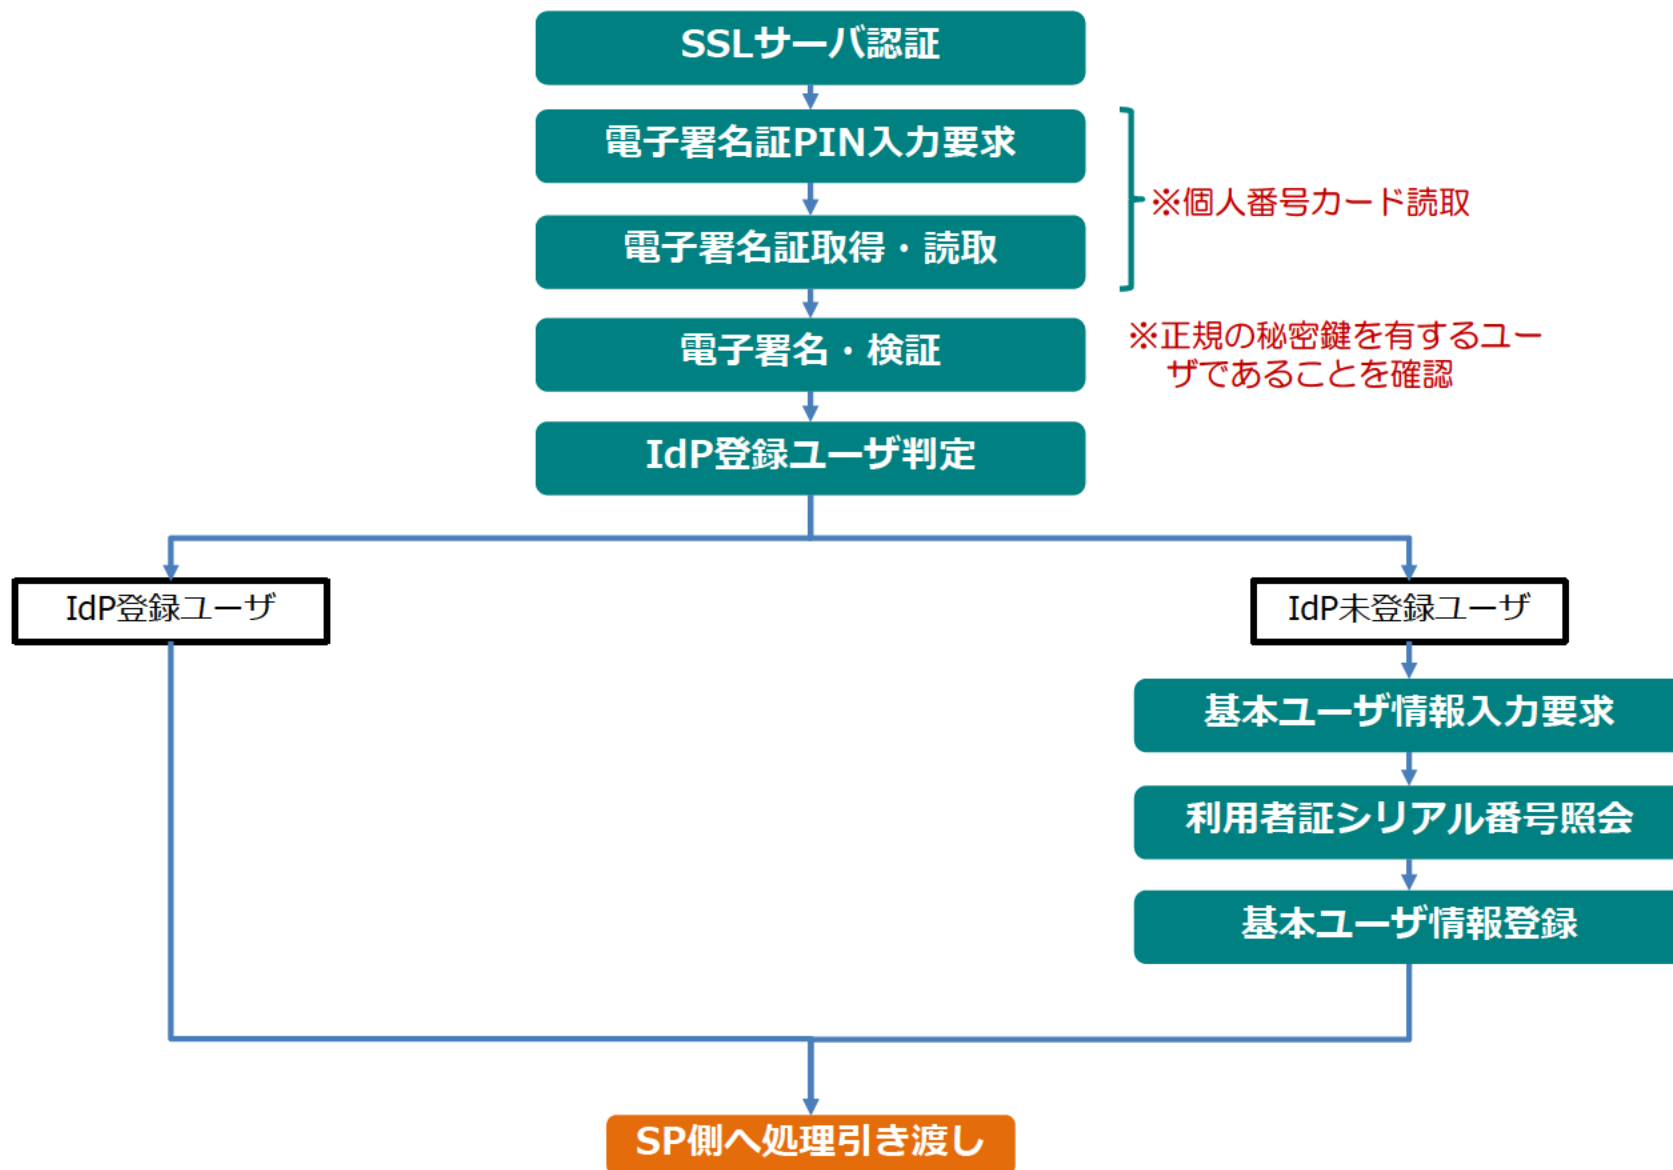 SSLサーバ認証
電子署名証PIN入力要求
※個人番号カード読取
電子署名証取得・読取
電子署名・検証
※正規の秘密鍵を有するユー
ザであることを確認
IdP登録ユーザ判定
IdP登録ユーザ
IdP未登録ユーザ
基本ユーザ情報入力要求
利用者証シリアル番号照会
基本ユーザ情報登録
SP側へ処理引き渡し